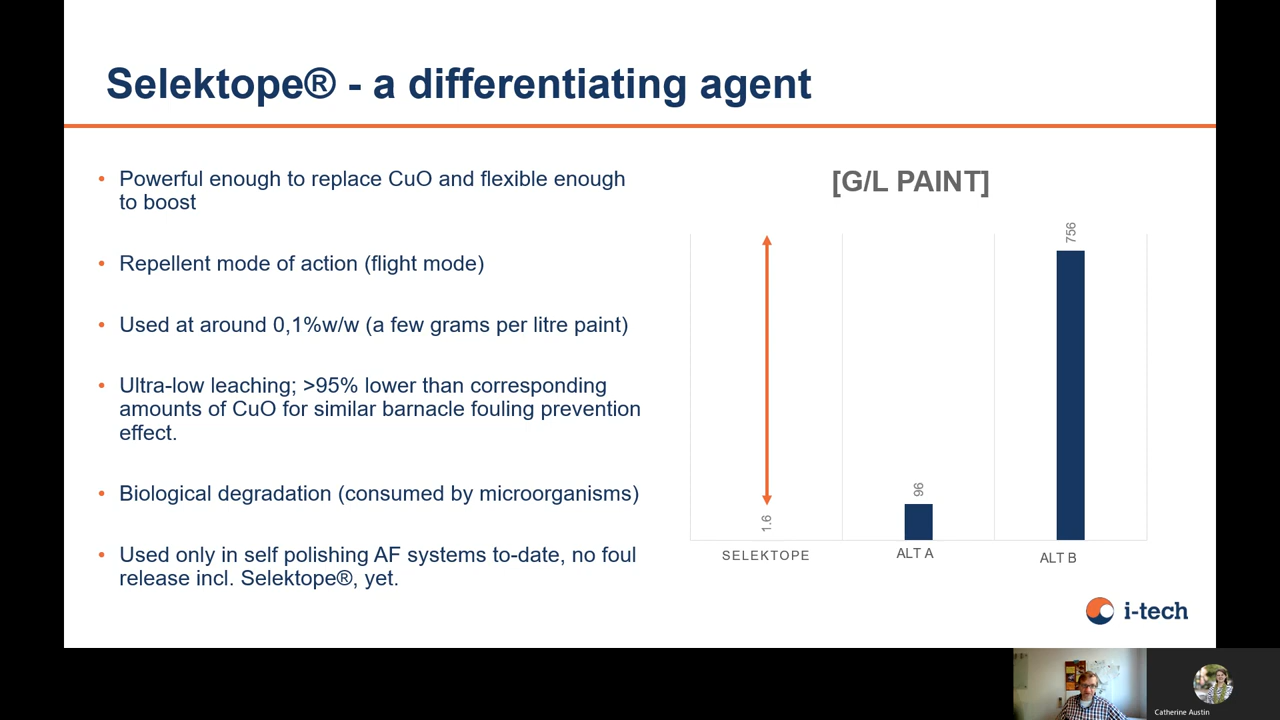 Selektope® - a differentiating agent
• Powerful enough to replace CuO and flexible enough
to boost
• Repellent mode of action (flight mode)
• Used at around 0,1%w/w (a few grams per litre paint)
• Ultra-low leaching; >95% lower than corresponding
amounts of CuO for similar barnacle fouling prevention
effect.
• Biological degradation (consumed by microorganisms)
• Used only in self polishing AF systems to-date, no foul
release incl. Selektope®, yet.
[G/L PAINT]
1.6
96
756
SELEKTOPE
ALT A
ALT B
i-tech
Catherine Austin